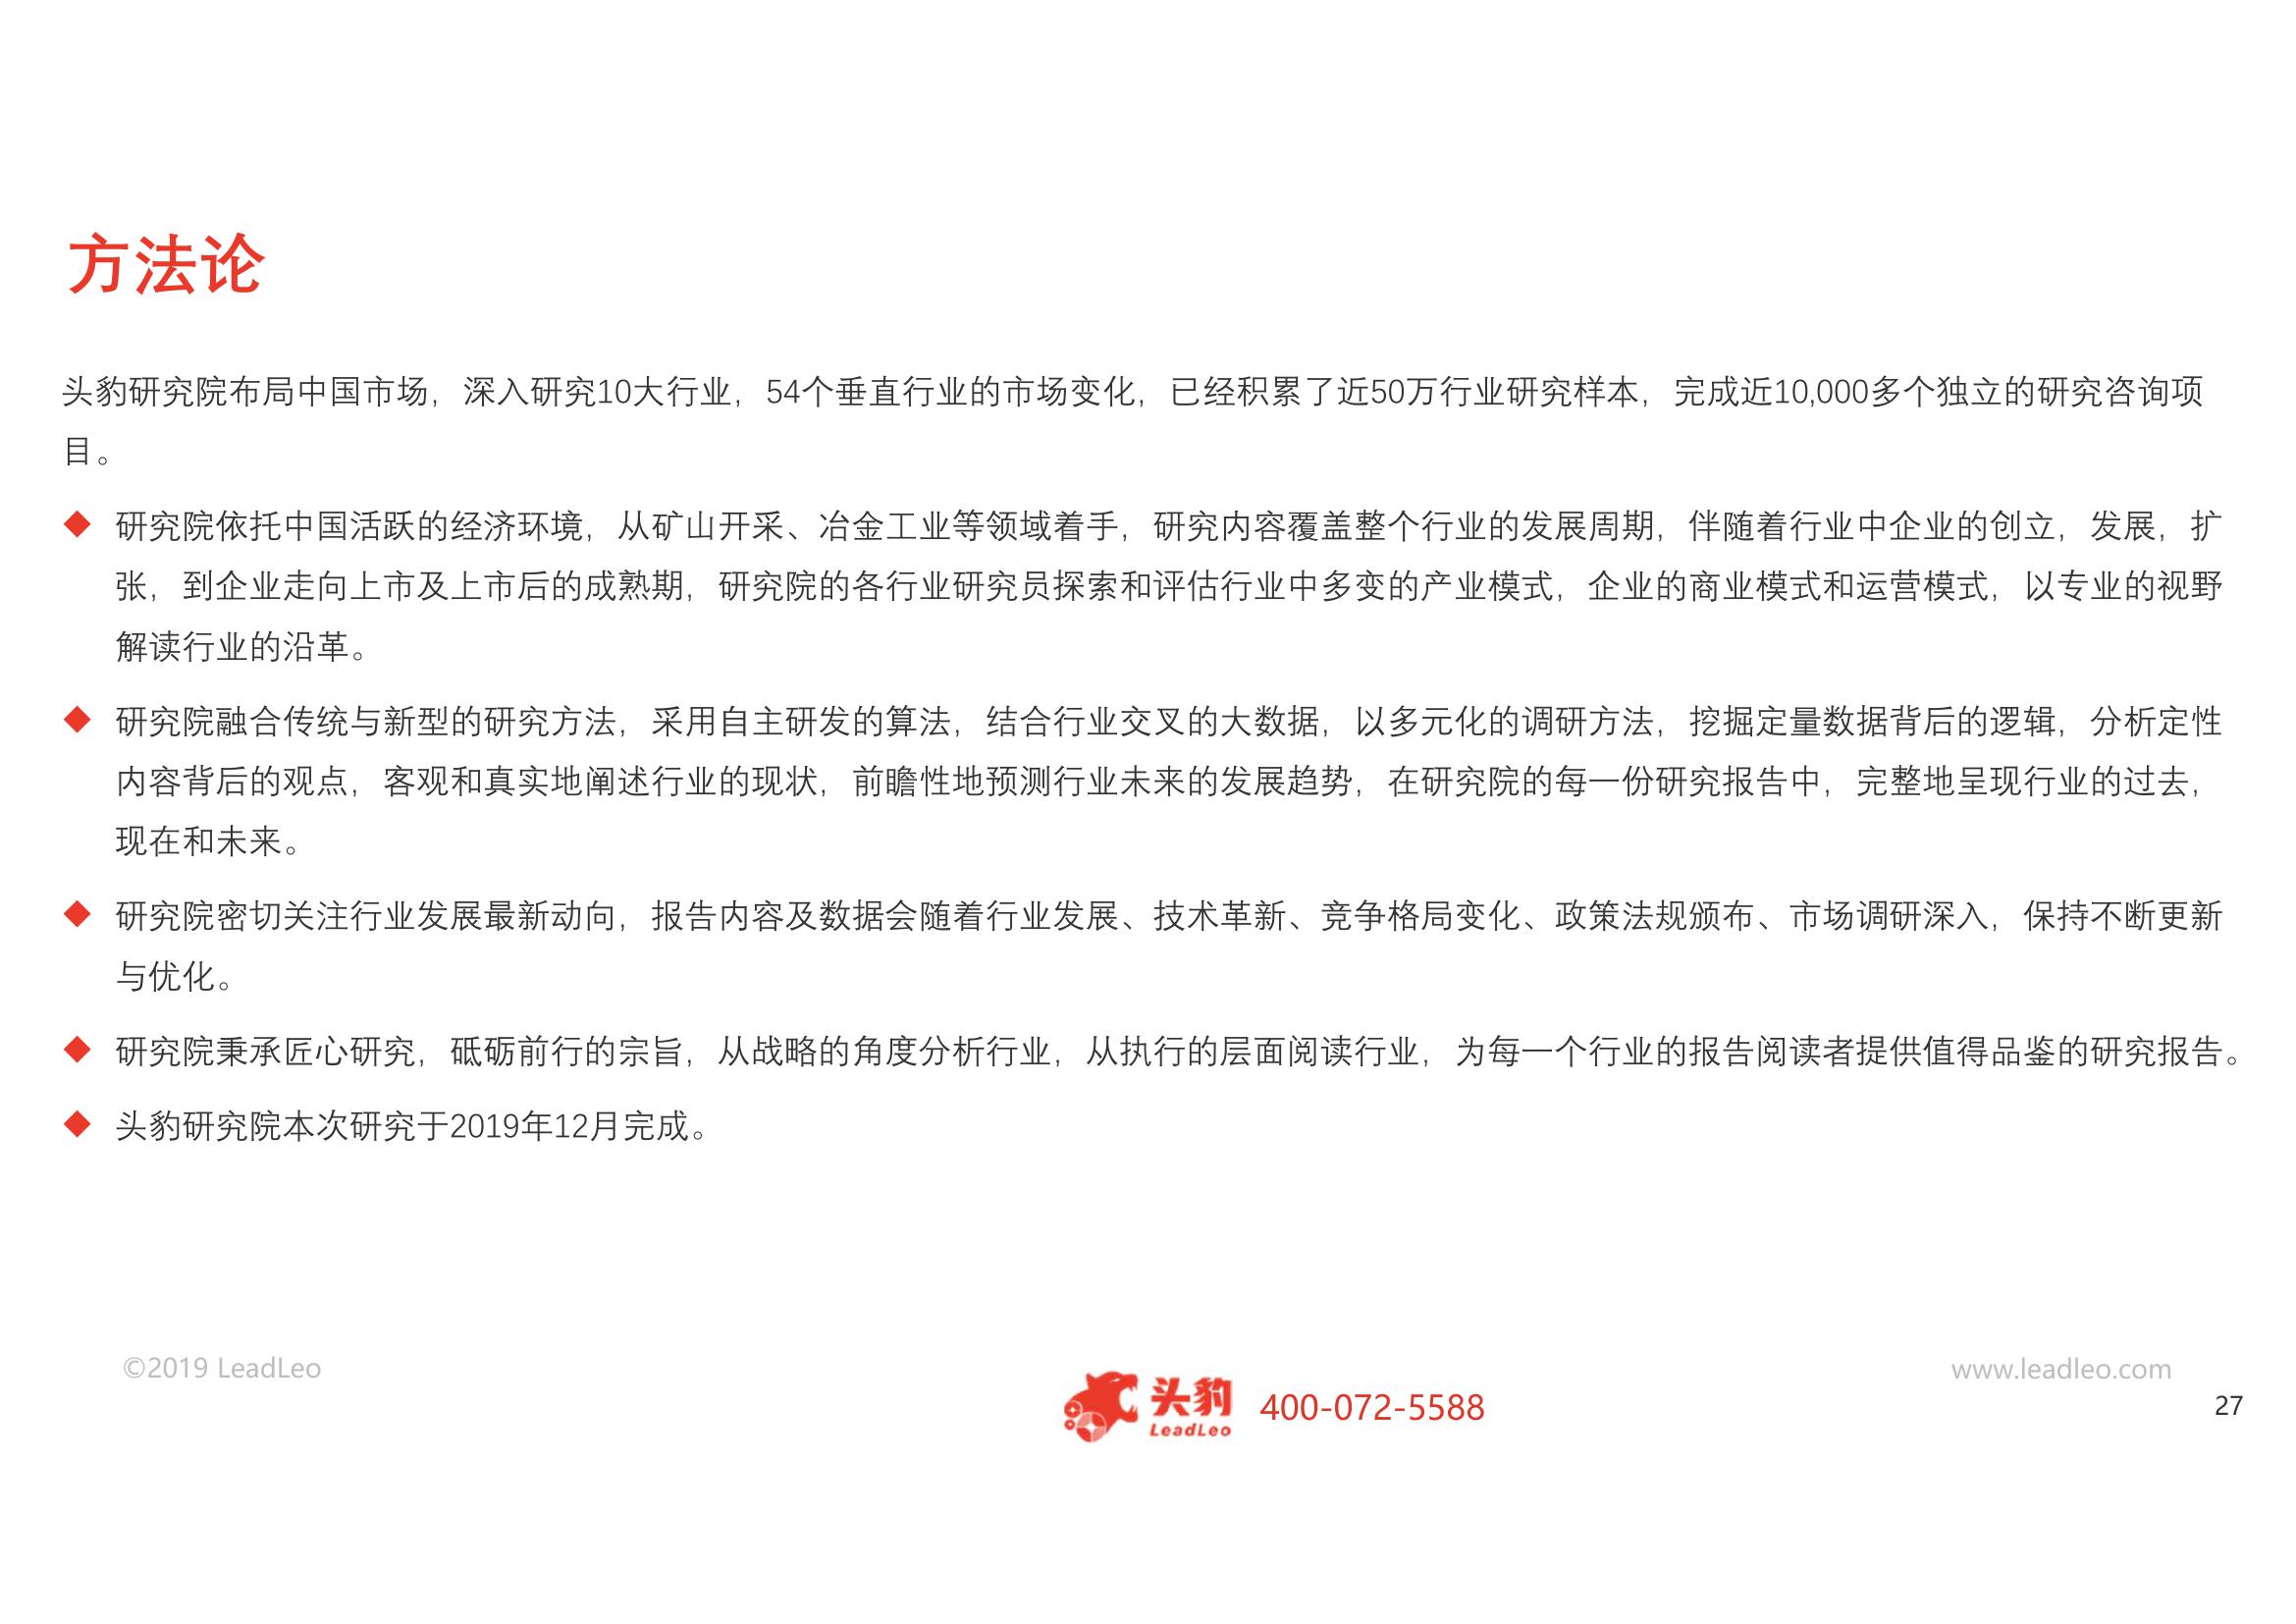 方法论
头豹研究院布局中国市场，深入研究10大行业，54个垂直行业的市场变化，已经积累了近50万行业研究样本，完成近10,000多个独立的研究咨询项
目。
◆ 研究院依托中国活跃的经济环境，从矿山开采、冶金工业等领域着手，研究内容覆盖整个行业的发展周期，伴随着行业中企业的创立，发展，扩
张，到企业走向上市及上市后的成熟期，研究院的各行业研究员探索和评估行业中多变的产业模式，企业的商业模式和运营模式，以专业的视野
解读行业的沿革。
◆ 研究院融合传统与新型的研究方法，采用自主研发的算法，结合行业交叉的大数据，以多元化的调研方法，挖掘定量数据背后的逻辑，分析定性
内容背后的观点，客观和真实地阐述行业的现状，前瞻性地预测行业未来的发展趋势，在研究院的每一份研究报告中，完整地呈现行业的过去，
现在和未来。
◆ 研究院密切关注行业发展最新动向，报告内容及数据会随着行业发展、技术革新、竞争格局变化、政策法规颁布、市场调研深入，保持不断更新
与优化。
◆ 研究院秉承匠心研究，砥砺前行的宗旨，从战略的角度分析行业，从执行的层面阅读行业，为每一个行业的报告阅读者提供值得品鉴的研究报告。
◆ 头豹研究院本次研究于2019年12月完成。
©2019 LeadLeo
头豹
LeadLeo
400-072-5588
www.leadleo.com
27